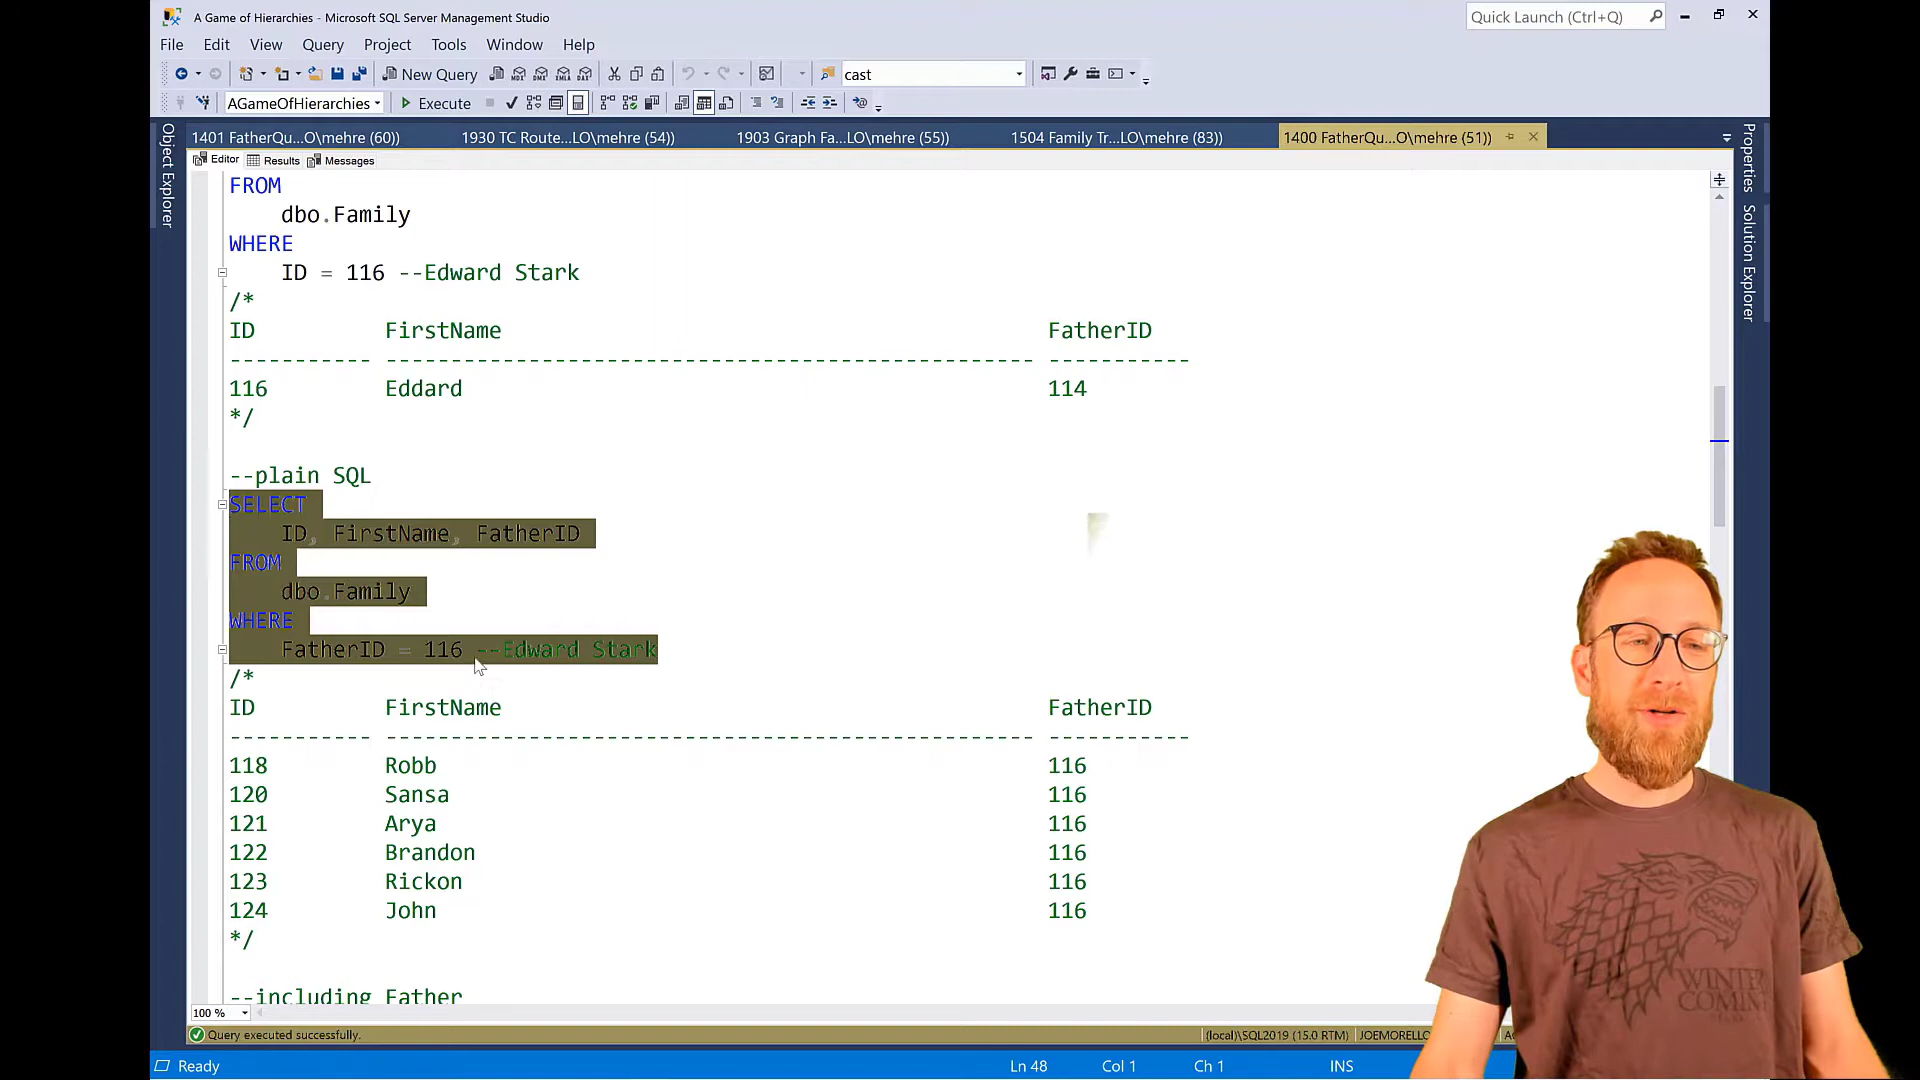 A Game of Hierarchies - Microsoft SQL Server Management Studio
Quick Launch (Ctrl+Q)
File Edit View Query Project Tools Window Help
New Query
cast
AGameOfHierarchies
Execute
1401 FatherQu...O\mehre (60))
1930 TC Route...LO\mehre (54))
1903 Graph Fa...LO\mehre (55))
1504 Family Tr...LO\mehre (83))
1400 FatherQu...O\mehre (51))
Object Explorer
Editor Results Messages
Properties
Solution Explorer
FROM
dbo.Family
WHERE
ID = 116 --Edward Stark
/*
ID FirstName FatherID
----------- -------------------------------------------------- -----------
116 Eddard 114
*/
--plain SQL
SELECT
ID, FirstName, FatherID
FROM
dbo.Family
WHERE
FatherID = 116 --Edward Stark
/*
ID FirstName FatherID
----------- -------------------------------------------------- -----------
118 Robb 116
120 Sansa 116
121 Arya 116
122 Brandon 116
123 Rickon 116
124 John 116
*/
--including Father
100 %
Query executed successfully.
(local)\SQL2019 (15.0 RTM)
JOEMORELLO
Ready
Ln 48 Col 1 Ch 1 INS
WINTER